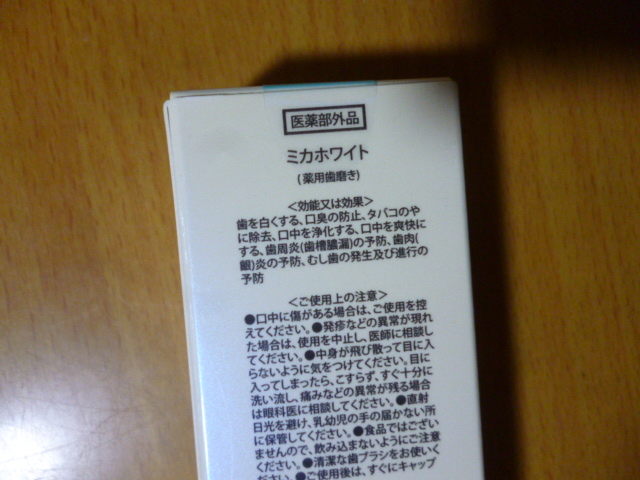 医薬部外品
ミカホワイト
(薬用歯磨き)
<効能又は効果>
歯を白くする、口臭の防止、タバコのや
に除去、口中を浄化する、口中を爽快に
する、歯周炎(歯槽膿漏)の予防、歯肉(
齦)炎の予防、むし歯の発生及び進行の
予防
<ご使用上の注意>
●口中に傷がある場合は、ご使用を控
えてください。●発疹などの異常が現れ
た場合は、使用を中止し、医師に相談し
てください。●中身が飛び散って目に入
らないように気をつけてください。目に
入ってしまったら、こすらず、すぐ十分に
洗い流し、痛みなどの異常が残る場合
は眼科医に相談してください。●直射
日光を避け、乳幼児の手の届かない所
に保管してください。●食品ではござい
ませんので、飲み込まないようにご注意
ください。●清潔な歯ブラシをお使いく
ださい。●ご使用後は、すぐにキャップ